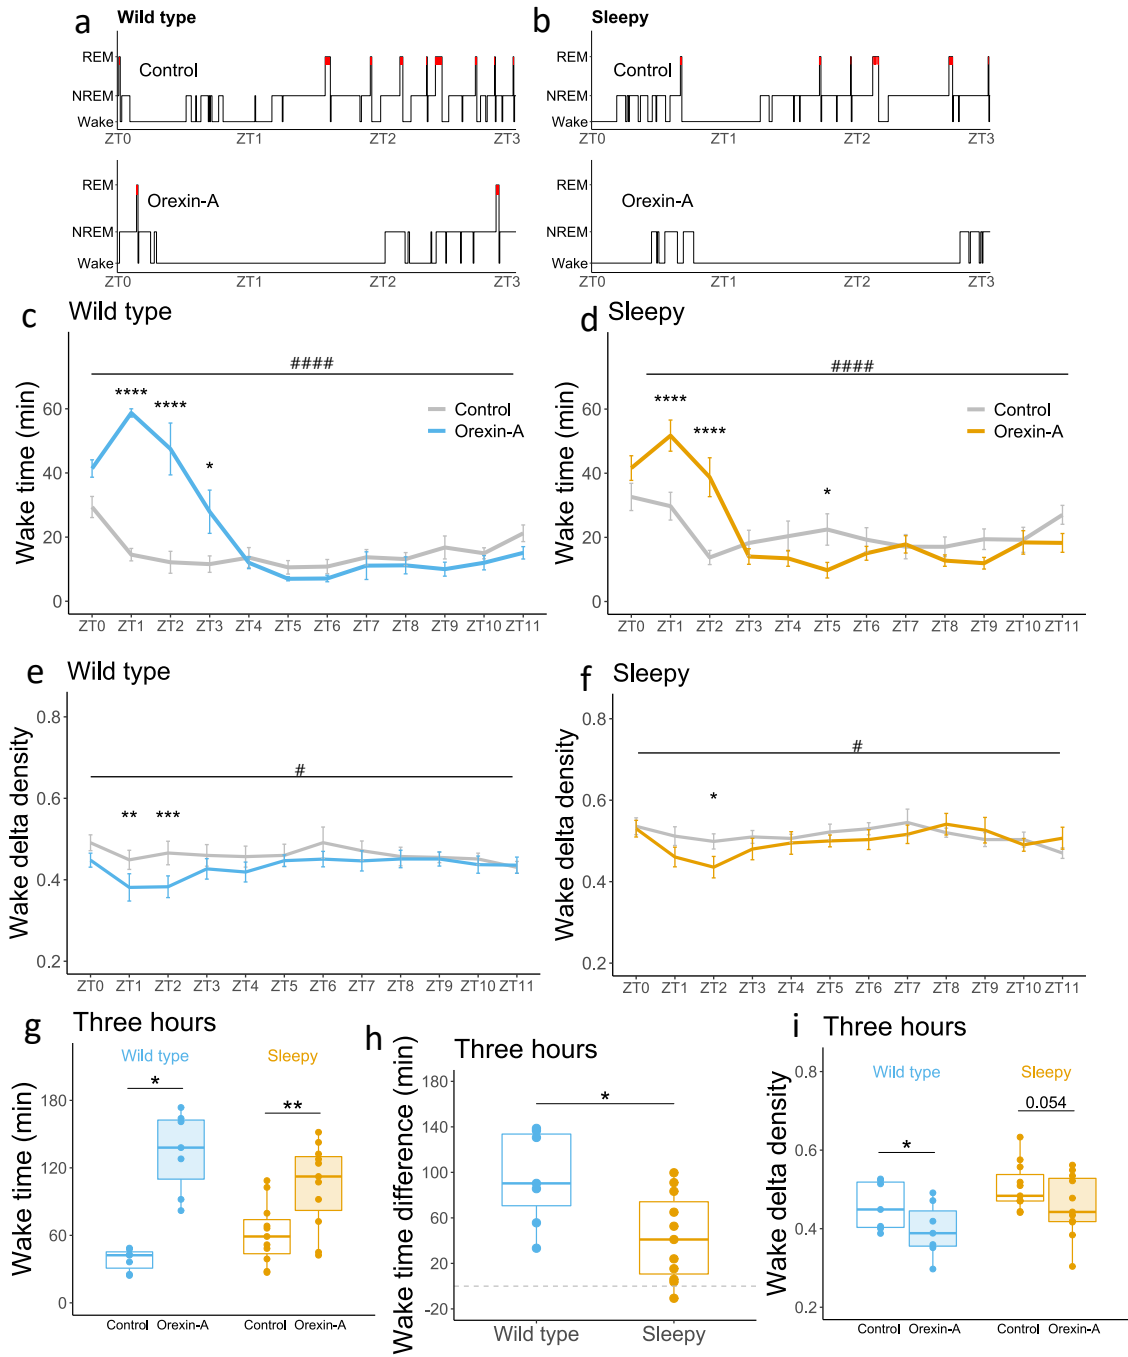 a Wild type
REM
Control
NREM
Wake
ZT0 ZT1 ZT2 ZT3
REM
Orexin-A
NREM
Wake
ZT0 ZT1 ZT2 ZT3
b Sleepy
REM
Control
NREM
Wake
ZT0 ZT1 ZT2 ZT3
REM
Orexin-A
NREM
Wake
ZT0 ZT1 ZT2 ZT3
c Wild type
####
**** **** *
Control
Orexin-A
Wake time (min)
60
40
20
0
ZT0 ZT1 ZT2 ZT3 ZT4 ZT5 ZT6 ZT7 ZT8 ZT9 ZT10 ZT11
d Sleepy
####
**** **** *
Control
Orexin-A
Wake time (min)
60
40
20
0
ZT0 ZT1 ZT2 ZT3 ZT4 ZT5 ZT6 ZT7 ZT8 ZT9 ZT10 ZT11
e Wild type
#
** ***
Wake delta density
0.8
0.6
0.4
0.2
ZT0 ZT1 ZT2 ZT3 ZT4 ZT5 ZT6 ZT7 ZT8 ZT9 ZT10 ZT11
f Sleepy
#
*
Wake delta density
0.8
0.6
0.4
0.2
ZT0 ZT1 ZT2 ZT3 ZT4 ZT5 ZT6 ZT7 ZT8 ZT9 ZT10 ZT11
g Three hours
Wild type Sleepy
* **
Wake time (min)
180
120
60
0
Control Orexin-A Control Orexin-A
h Three hours
*
Wake time difference (min)
180
140
100
60
20
-20
Wild type Sleepy
i Three hours
Wild type Sleepy
* 0.054
Wake delta density
0.8
0.6
0.4
0.2
Control Orexin-A Control Orexin-A